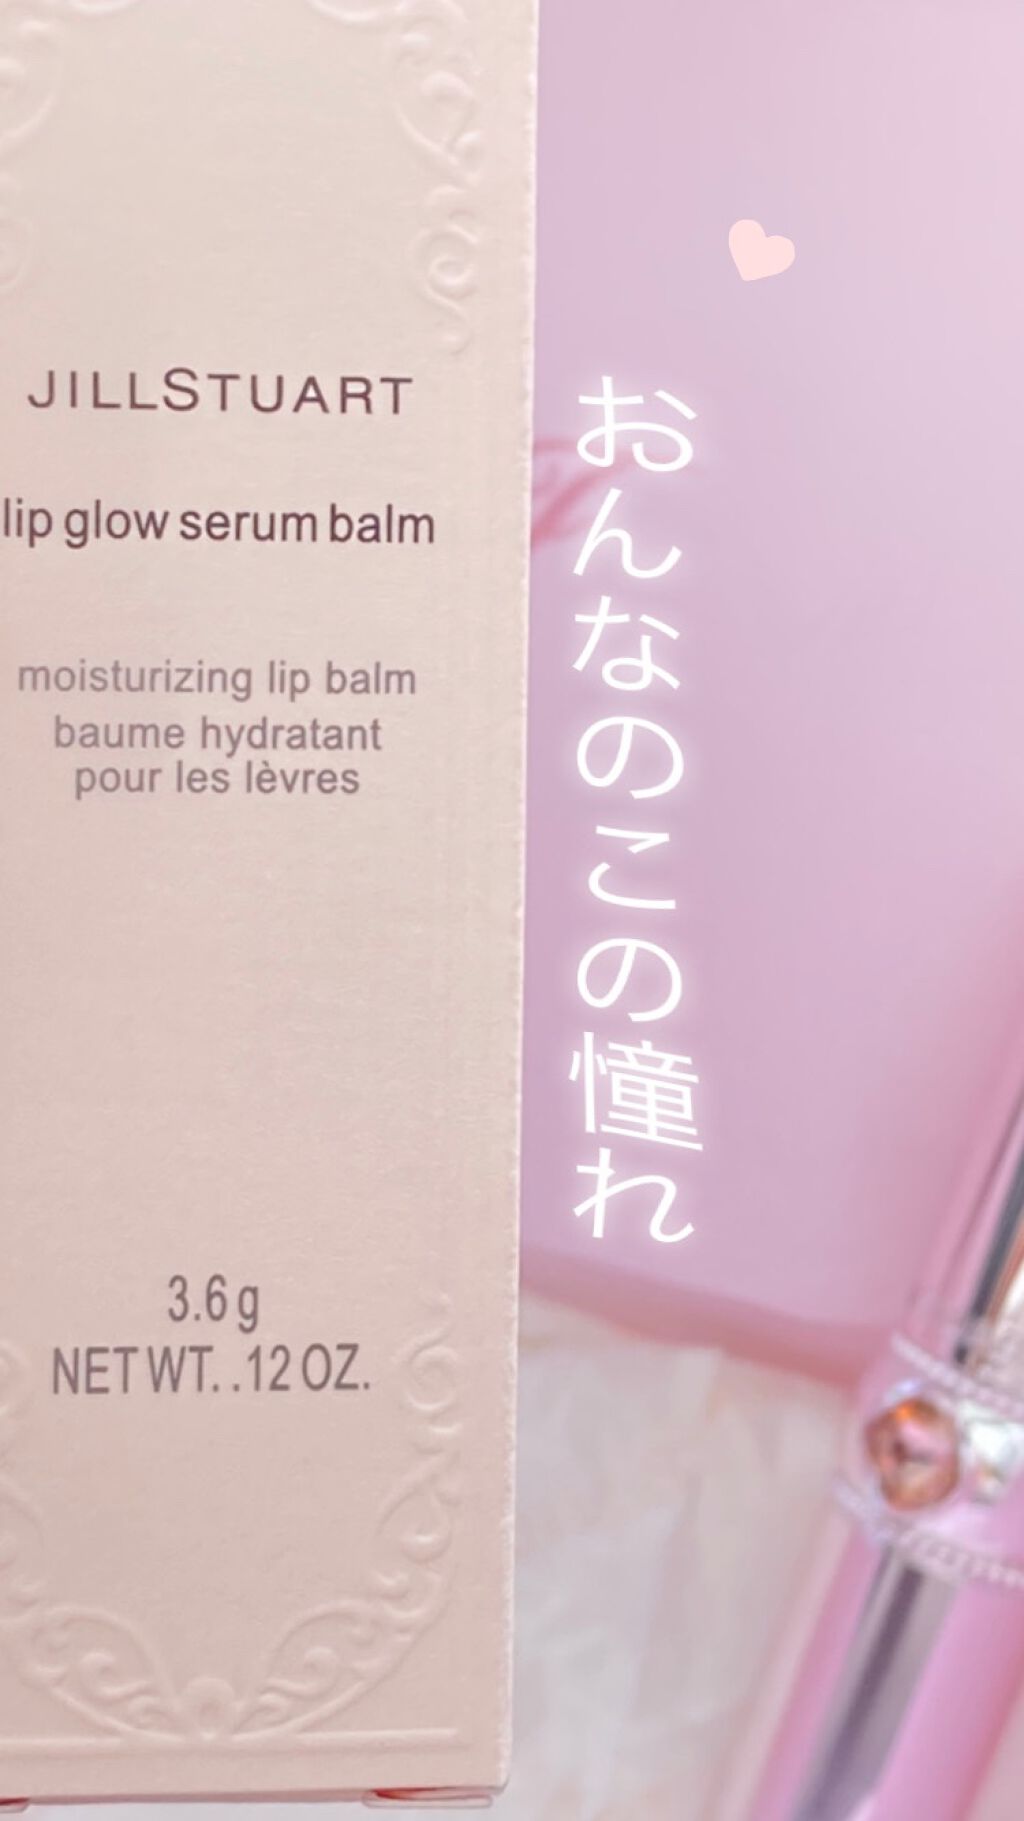 JILLSTUART
lip glow serum balm
moisturizing lip balm
baume hydratant
pour les lèvres
3.6 g
NET WT. .12 OZ.
おんなのこの憧れ